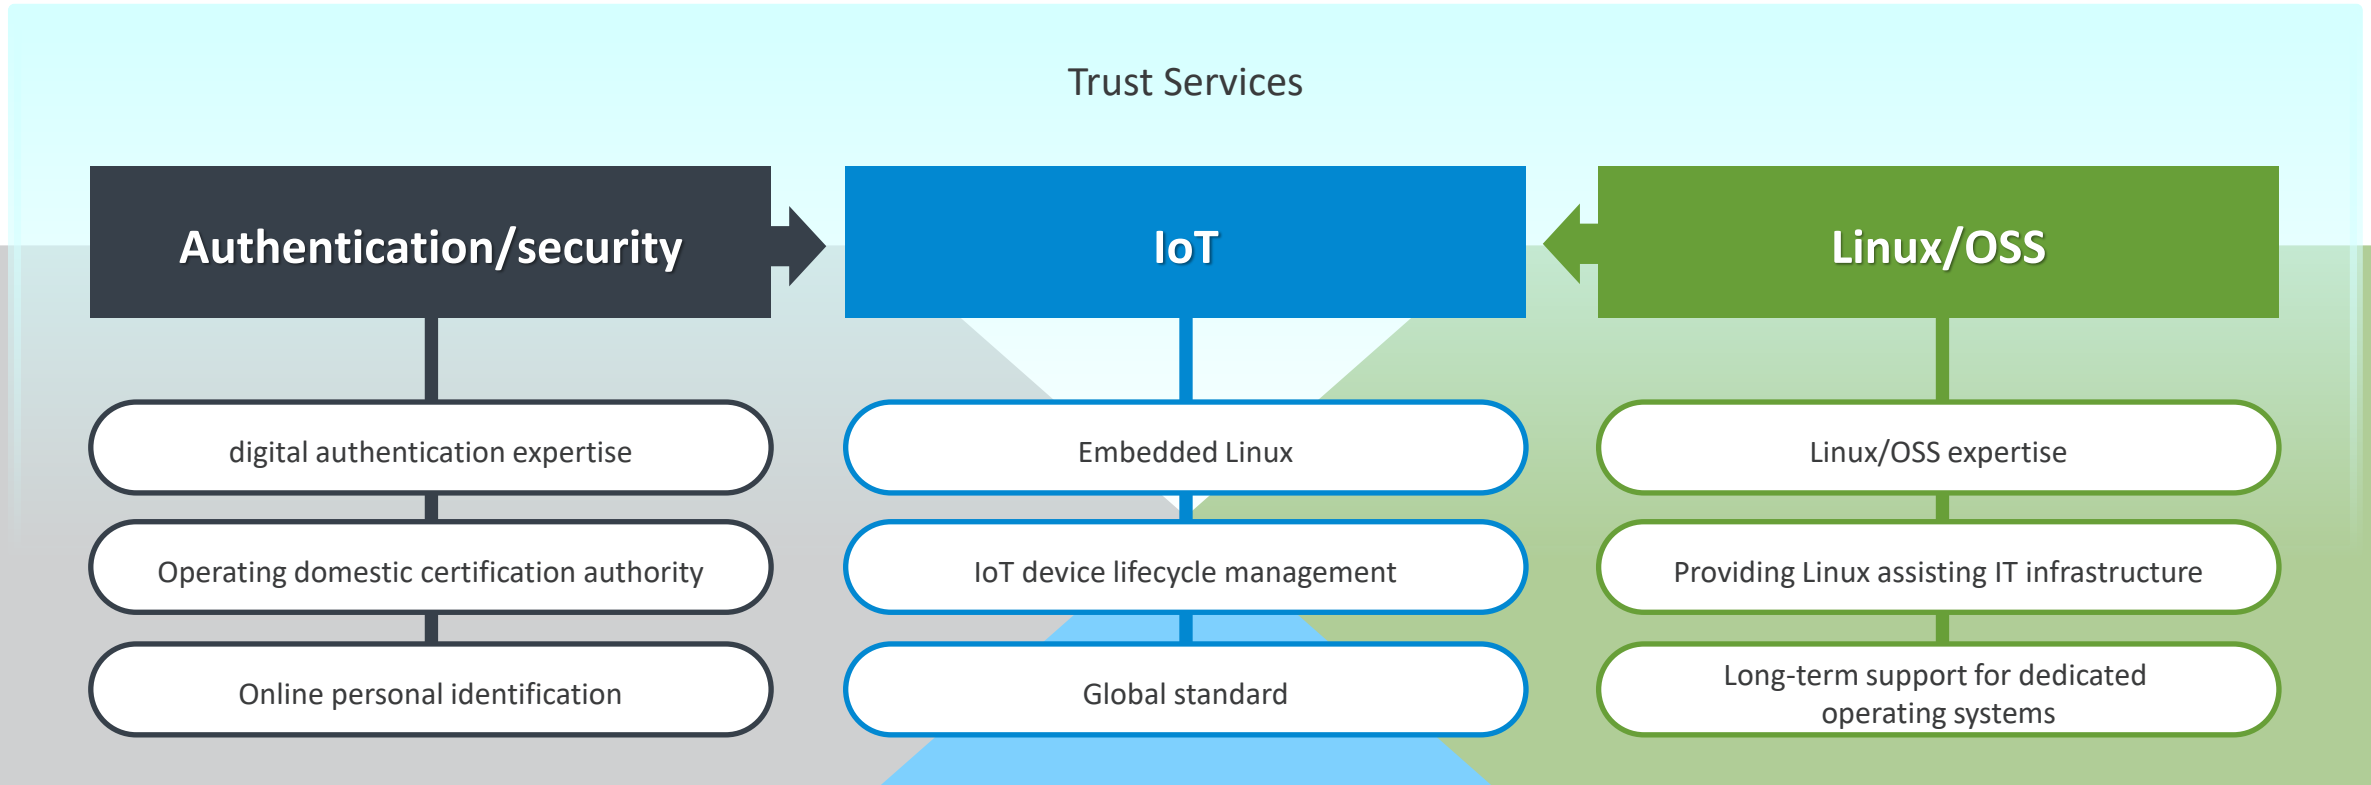 Trust Services
Authentication/security
IoT
Linux/OSS
digital authentication expertise
Embedded Linux
Linux/OSS expertise
Operating domestic certification authority
IoT device lifecycle management
Providing Linux assisting IT infrastructure
Online personal identification
Global standard
Long-term support for dedicated
operating systems